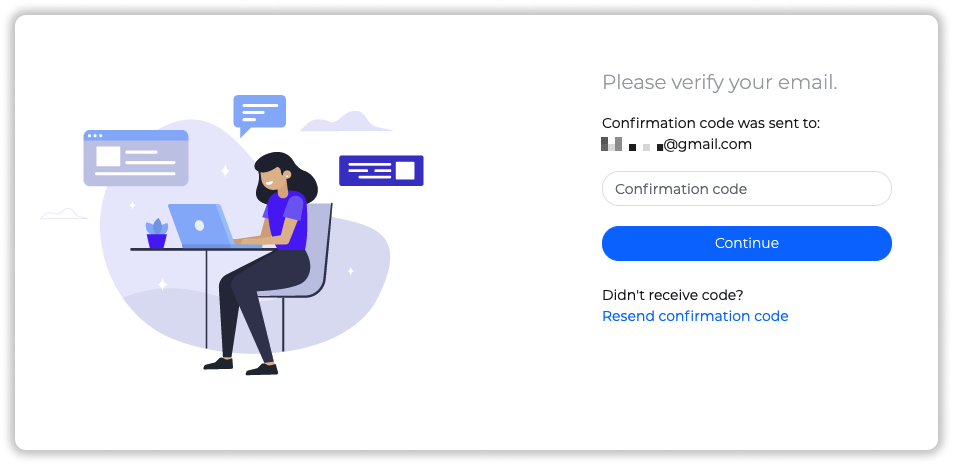 Please verify your email.
Confirmation code was sent to:
@gmail.com
Confirmation code
Continue
Didn't receive code?
Resend confirmation code